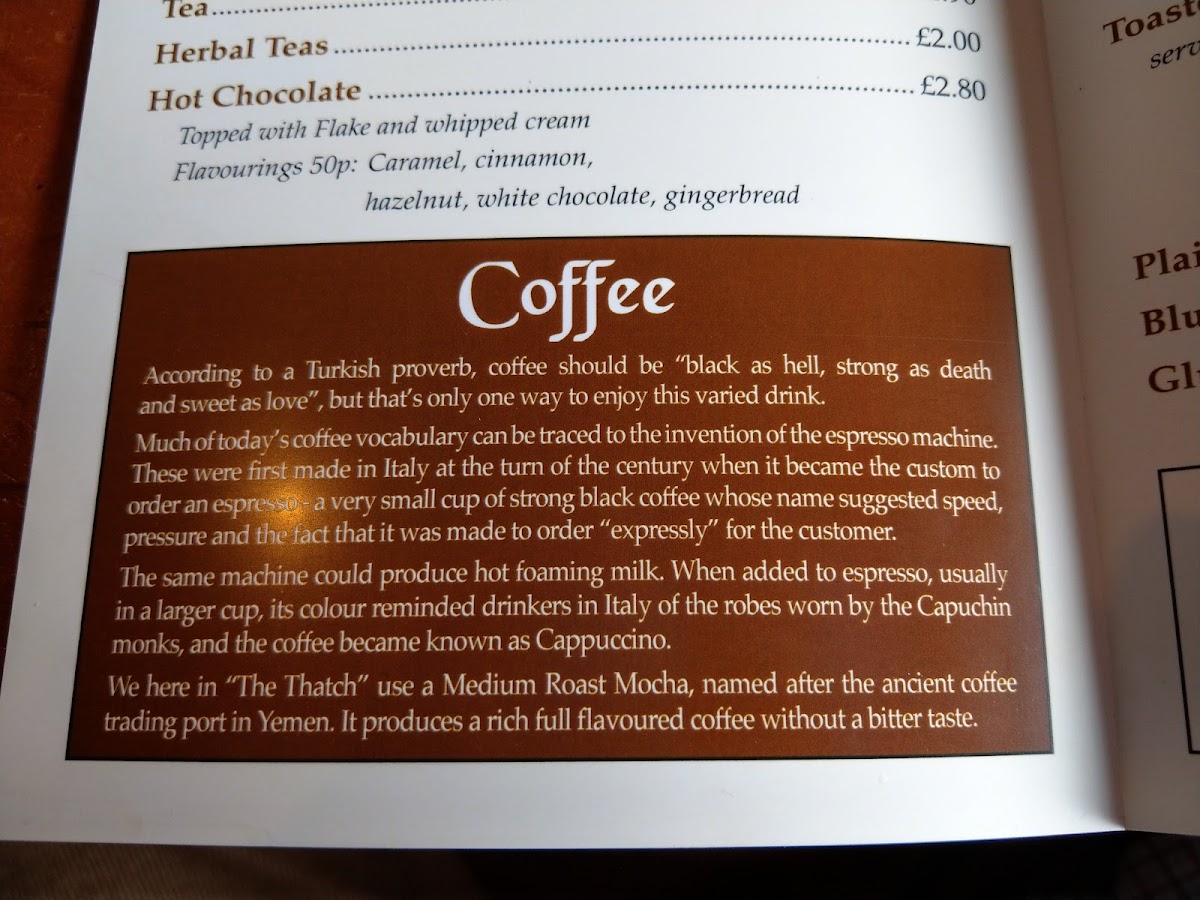 Tea
Herbal Teas ........ £2.00
Hot Chocolate ........ £2.80
Topped with Flake and whipped cream
Flavourings 50p: Caramel, cinnamon,
hazelnut, white chocolate, gingerbread
Coffee
According to a Turkish proverb, coffee should be “black as hell, strong as death
and sweet as love”, but that’s only one way to enjoy this varied drink.
Much of today’s coffee vocabulary can be traced to the invention of the espresso machine.
These were first made in Italy at the turn of the century when it became the custom to
order an espresso - a very small cup of strong black coffee whose name suggested speed,
pressure and the fact that it was made to order “expressly” for the customer.
The same machine could produce hot foaming milk. When added to espresso, usually
in a larger cup, its colour reminded drinkers in Italy of the robes worn by the Capuchin
monks, and the coffee became known as Cappuccino.
We here in “The Thatch” use a Medium Roast Mocha, named after the ancient coffee
trading port in Yemen. It produces a rich full flavoured coffee without a bitter taste.